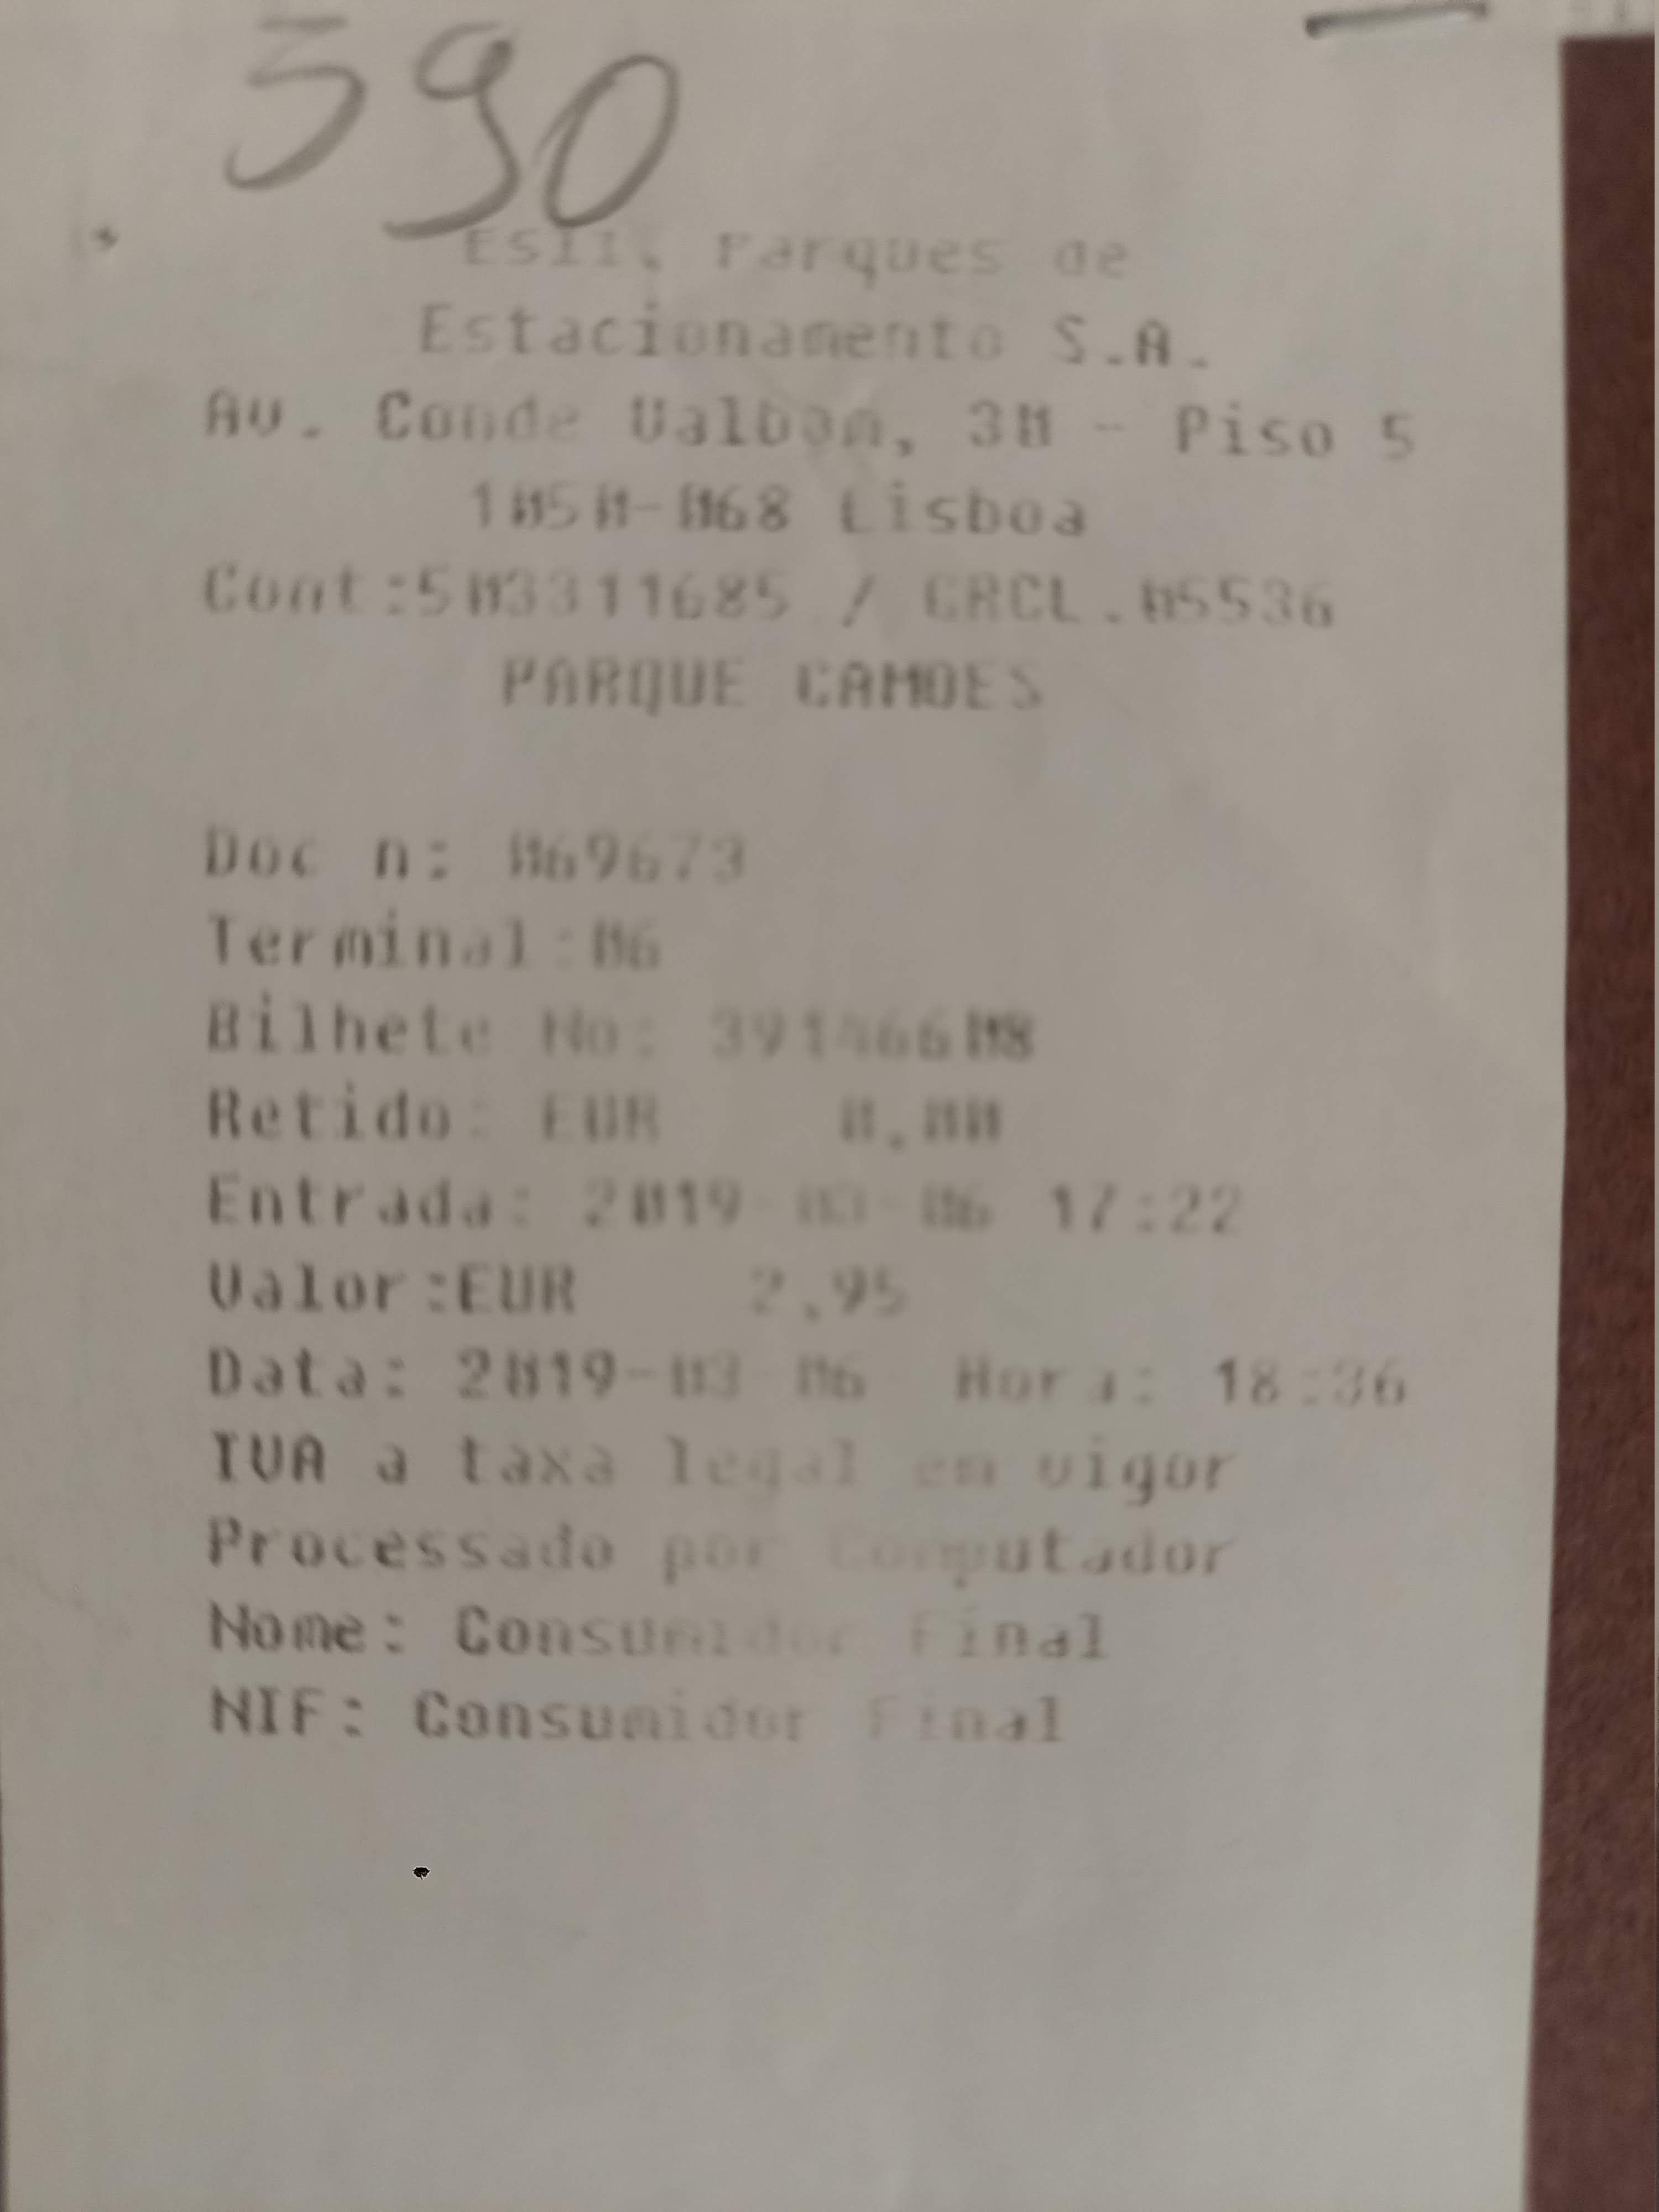 390
ESLI, Parques de
Estacionamento S.A.
Av. Conde Valbom, 30 - Piso 5
1050-068 Lisboa
Cont:503311685 / CRCL.05536
PARQUE CAMOES
Doc n: 069673
Terminal:06
Bilhete No: 39146608
Retido: EUR 0,00
Entrada: 2019-03-06 17:22
Valor:EUR 2,95
Data: 2019-03-06 Hora: 18:36
IVA a taxa legal em vigor
Processado por Computador
Nome: Consumidor Final
NIF: Consumidor Final